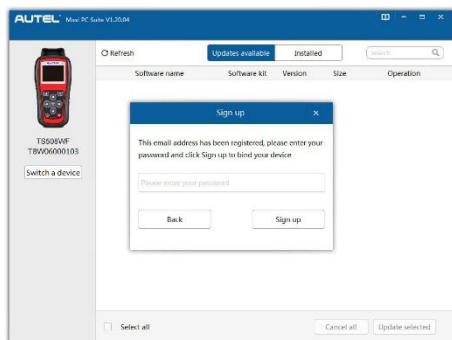 AUTEL Maxi PC Suite V1.20.04
Refresh
Updates available
Installed
Search
Software name Software kit Version Size Operation
Sign up ×
This email address has been registered, please enter your
password and click Sign up to bind your device
Please enter your password
Back
Sign up
AUTEL
TS608WF
T8W06000103
Switch a device
Select all
Cancel all
Update selected